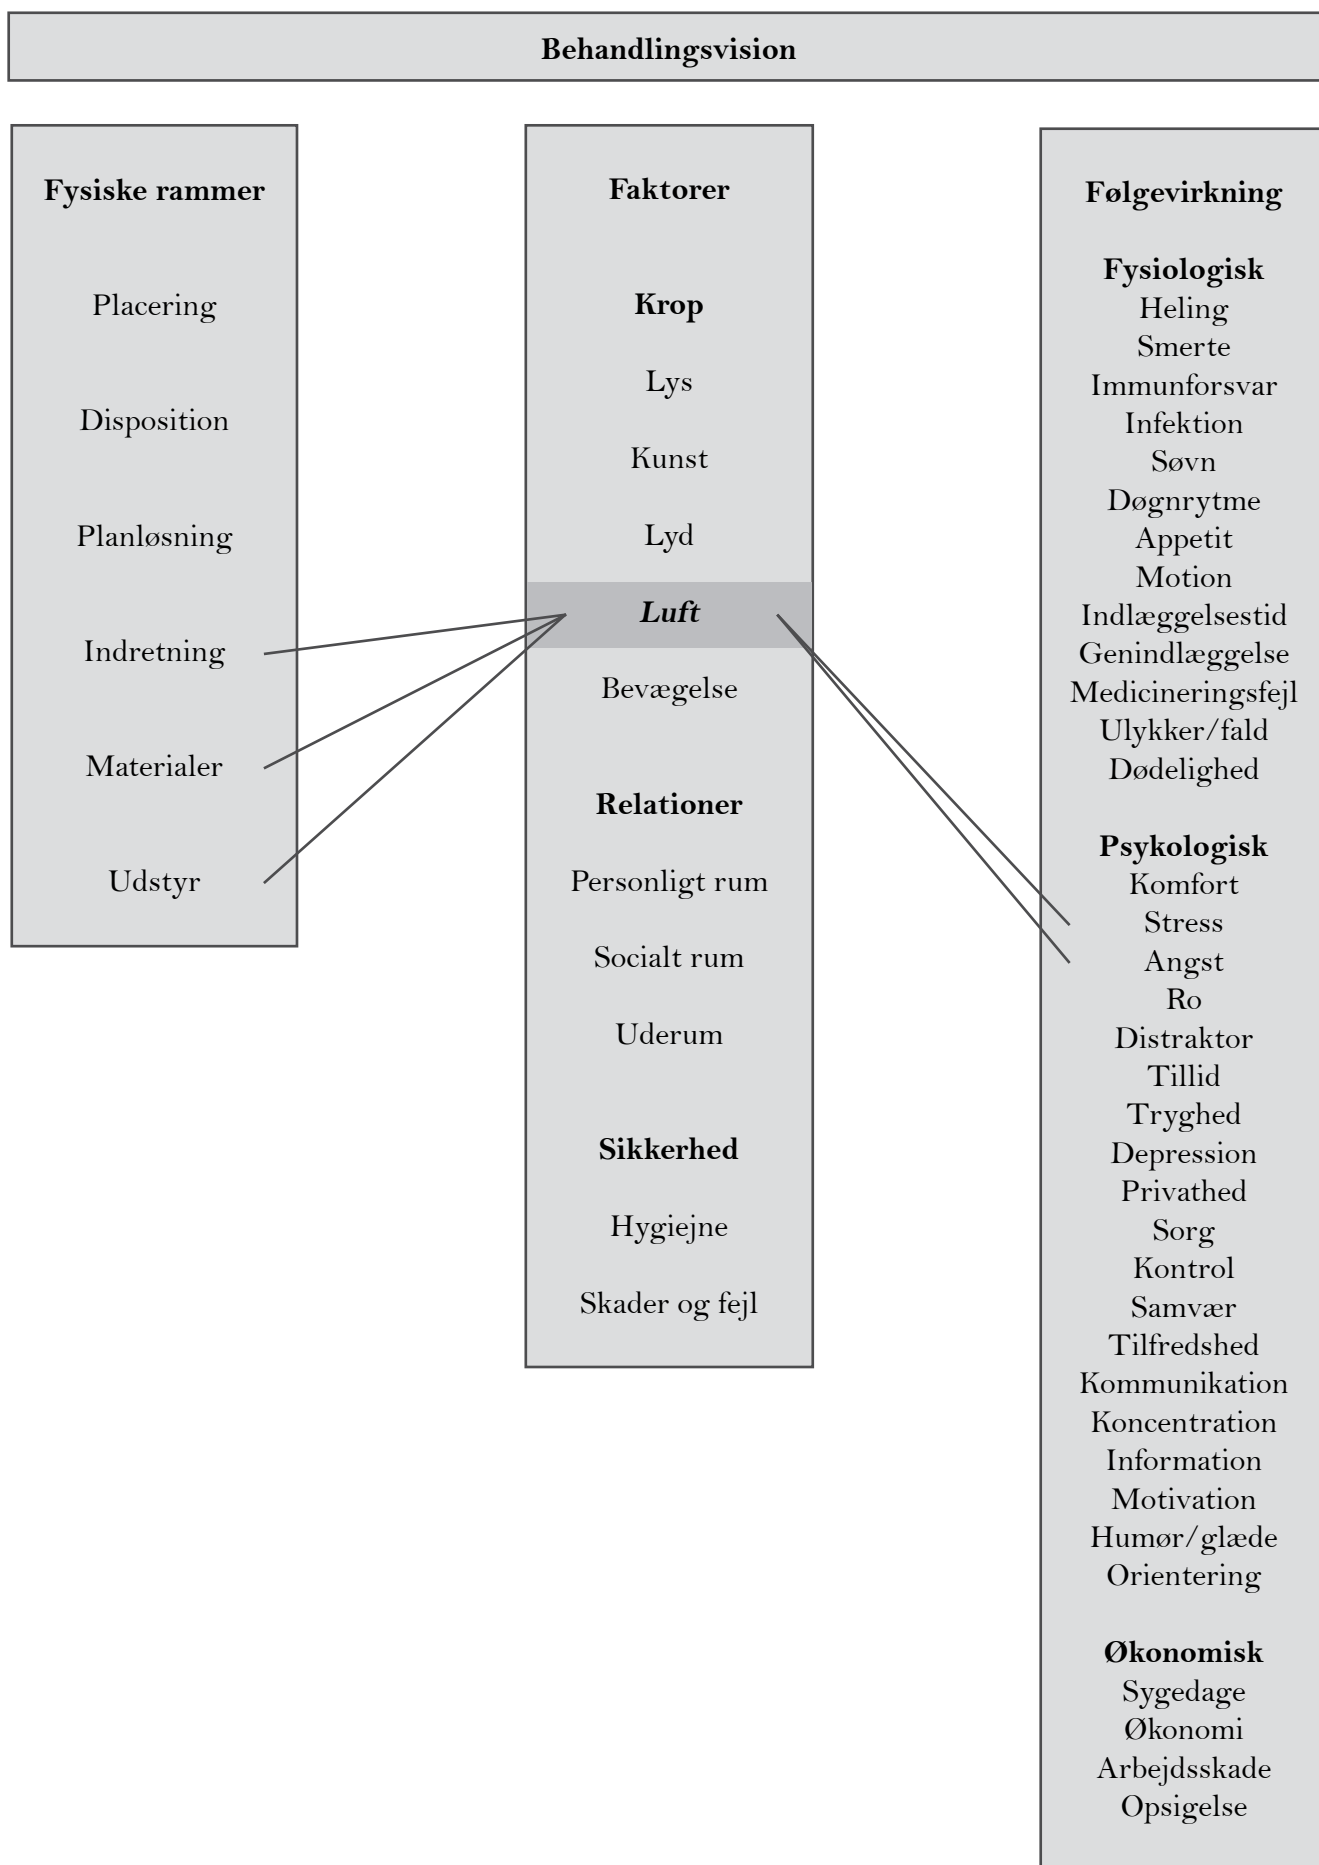 Behandlingsvision
Fysiske rammer
Placering
Disposition
Planløsning
Indretning
Materialer
Udstyr
Faktorer
Krop
Lys
Kunst
Lyd
Luft
Bevægelse
Relationer
Personligt rum
Socialt rum
Uderum
Sikkerhed
Hygiejne
Skader og fejl
Følgevirkning
Fysiologisk
Heling
Smerte
Immunforsvar
Infektion
Søvn
Døgnrytme
Appetit
Motion
Indlæggelsestid
Genindlæggelse
Medicineringsfejl
Ulykker/fald
Dødelighed
Psykologisk
Komfort
Stress
Angst
Ro
Distraktor
Tillid
Tryghed
Depression
Privathed
Sorg
Kontrol
Samvær
Tilfredshed
Kommunikation
Koncentration
Information
Motivation
Humør/glæde
Orientering
Økonomisk
Sygedage
Økonomi
Arbejdsskade
Opsigelse